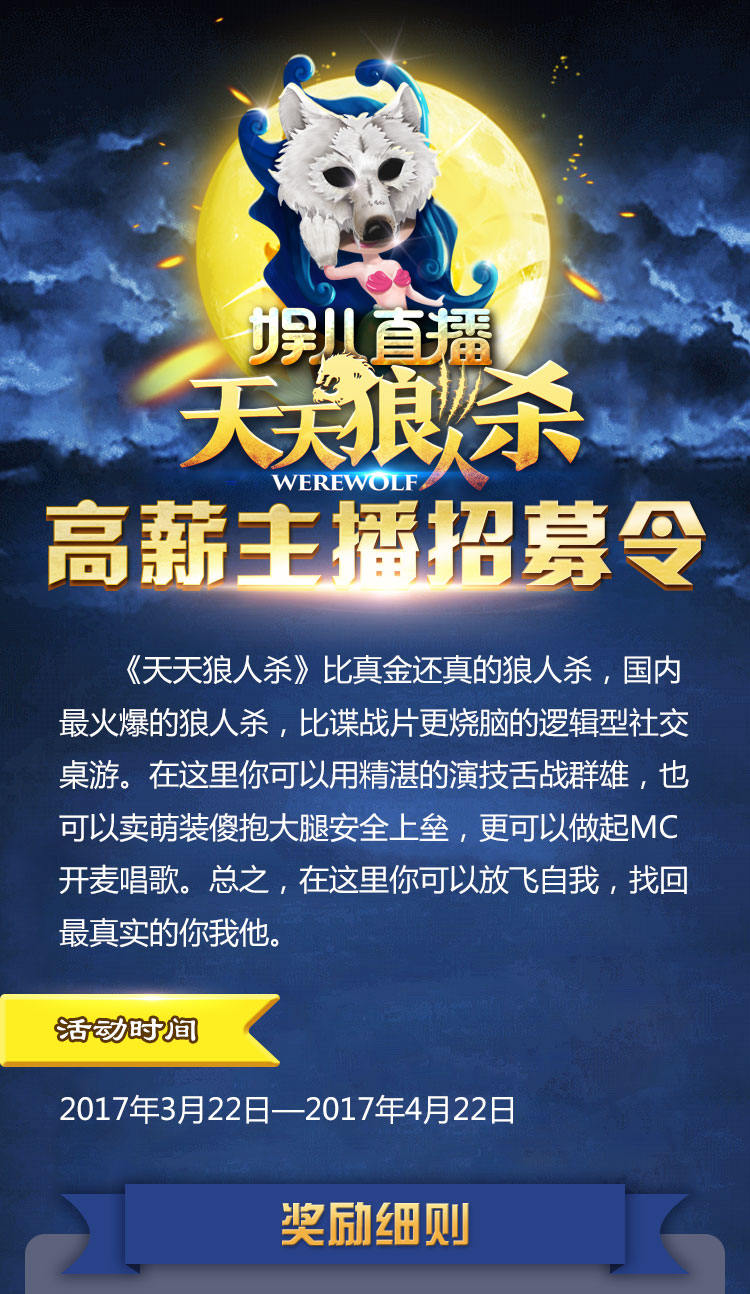 娱儿直播
天天狼人杀
WEREWOLF
高薪主播招募令
《天天狼人杀》比真金还真的狼人杀，国内
最火爆的狼人杀，比谍战片更烧脑的逻辑型社交
桌游。在这里你可以用精湛的演技舌战群雄，也
可以卖萌装傻抱大腿安全上垒，更可以做起MC
开麦唱歌。总之，在这里你可以放飞自我，找回
最真实的你我他。
活动时间
2017年3月22日—2017年4月22日
奖励细则